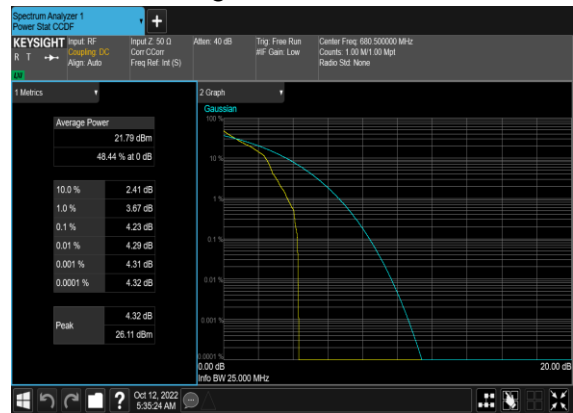 Spectrum Analyzer 1
Power Stat CCDF
+
KEYSIGHT
R T
LW
Input: RF
Coupling: DC
Align: Auto
Input Z: 50 Ω
Corr CCorr
Freq Ref: Int (S)
Atten: 40 dB
Trig: Free Run
#IF Gain: Low
Center Freq: 680.500000 MHz
Counts: 1.00 M/1.00 Mpt
Radio Std: None
1 Metrics
Average Power
21.79 dBm
48.44 % at 0 dB
10.0 % 2.41 dB
1.0 % 3.67 dB
0.1 % 4.23 dB
0.01 % 4.29 dB
0.001 % 4.31 dB
0.0001 % 4.32 dB
Peak
4.32 dB
26.11 dBm
2 Graph
Gaussian
100 %
10 %
1 %
0.1 %
0.01 %
0.001 %
0.0001 %
0.00 dB 20.00 dB
Info BW 25.000 MHz
?
Oct 12, 2022
5:35:24 AM